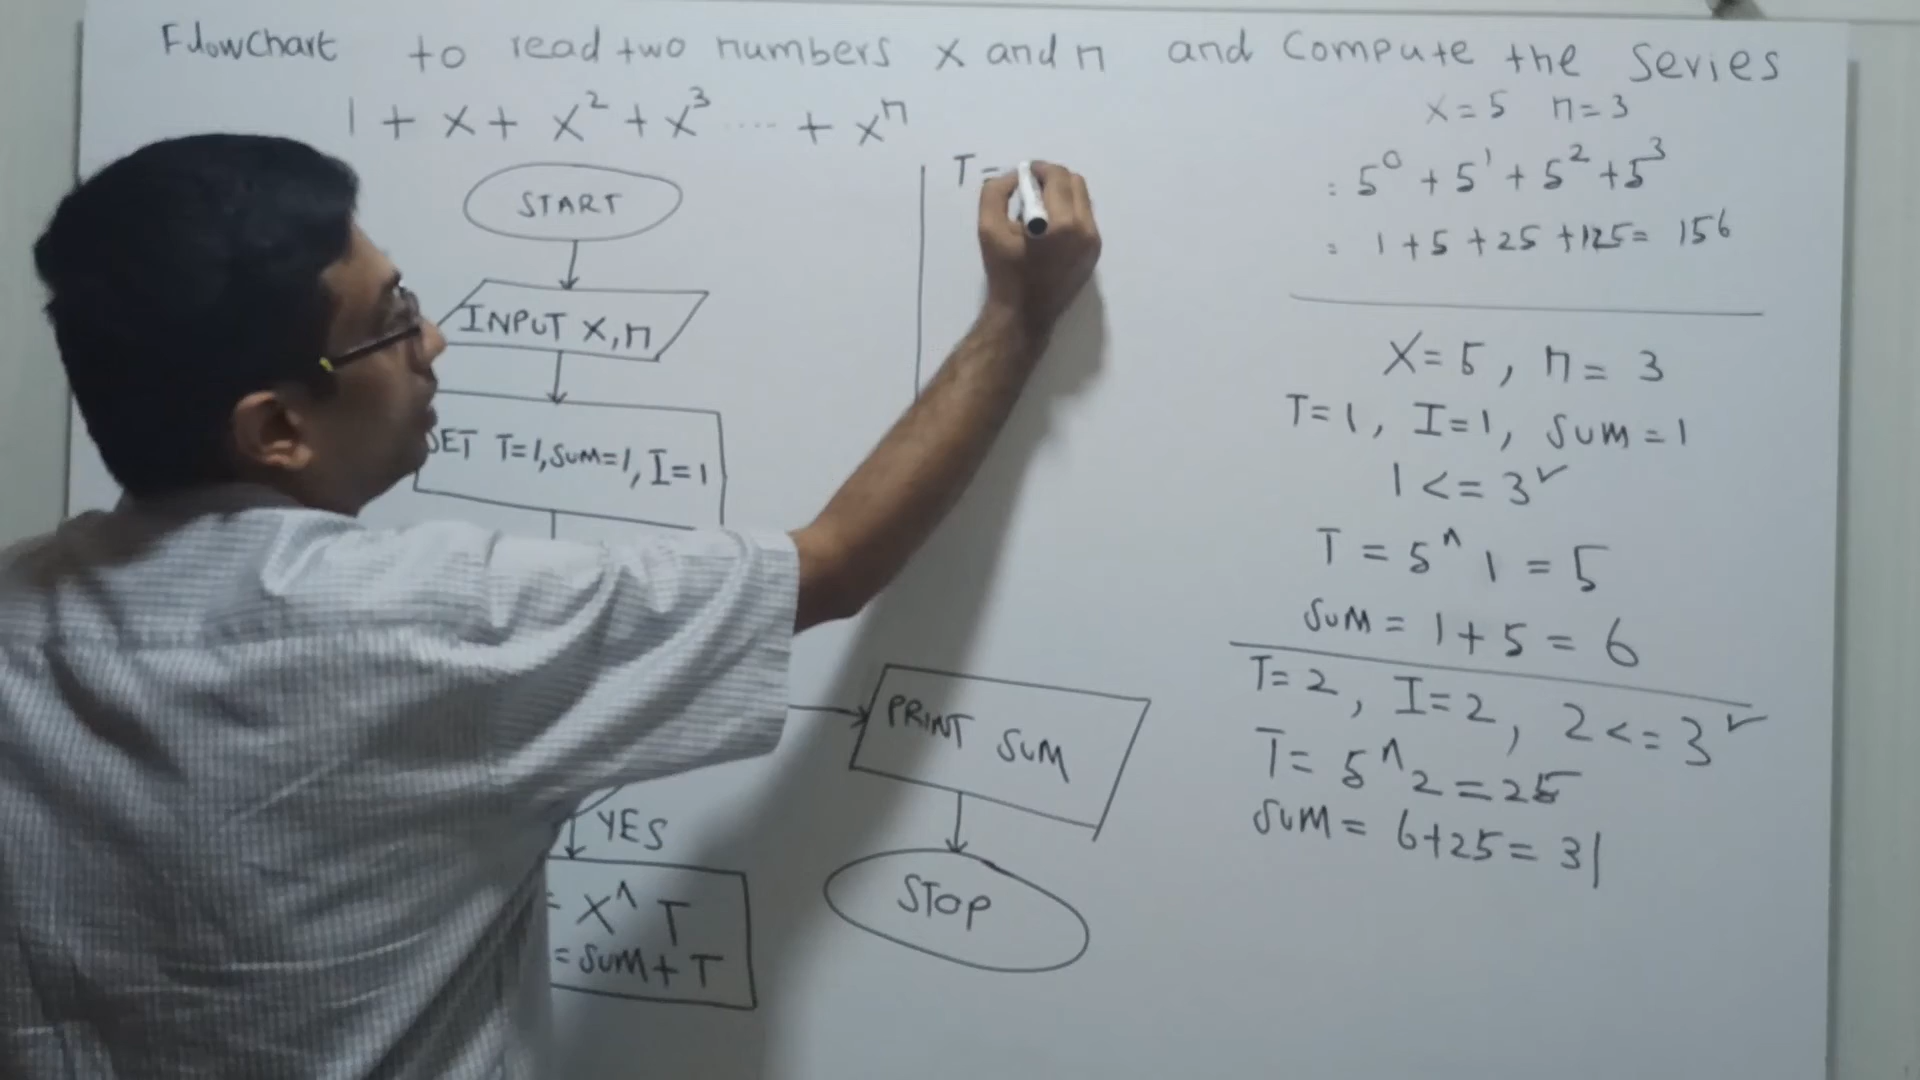 Flowchart to read two numbers x and n and Compute the Series
1 + x + x² + x³ ..... + xⁿ
START
INPUT X, n
SET T=1, SUM=1, I=1
YES
= X^T
= SUM + T
PRINT SUM
STOP
T=
x = 5 n = 3
: 5⁰ + 5¹ + 5² + 5³
= 1 + 5 + 25 + 125 = 156
X = 5, n = 3
T = 1, I = 1, SUM = 1
1 <= 3 ✓
T = 5^1 = 5
SUM = 1 + 5 = 6
T = 2, I = 2, 2 <= 3 ✓
T = 5^2 = 25
SUM = 6 + 25 = 31